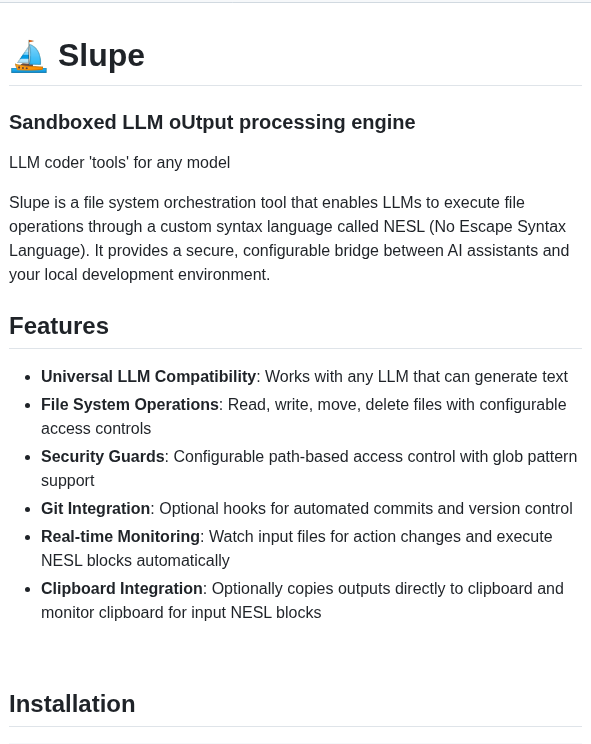 Slupe
Sandboxed LLM oUtput processing engine
LLM coder 'tools' for any model
Slupe is a file system orchestration tool that enables LLMs to execute file
operations through a custom syntax language called NESL (No Escape Syntax
Language). It provides a secure, configurable bridge between AI assistants and
your local development environment.
Features
• Universal LLM Compatibility: Works with any LLM that can generate text
• File System Operations: Read, write, move, delete files with configurable
access controls
• Security Guards: Configurable path-based access control with glob pattern
support
• Git Integration: Optional hooks for automated commits and version control
• Real-time Monitoring: Watch input files for action changes and execute
NESL blocks automatically
• Clipboard Integration: Optionally copies outputs directly to clipboard and
monitor clipboard for input NESL blocks
Installation